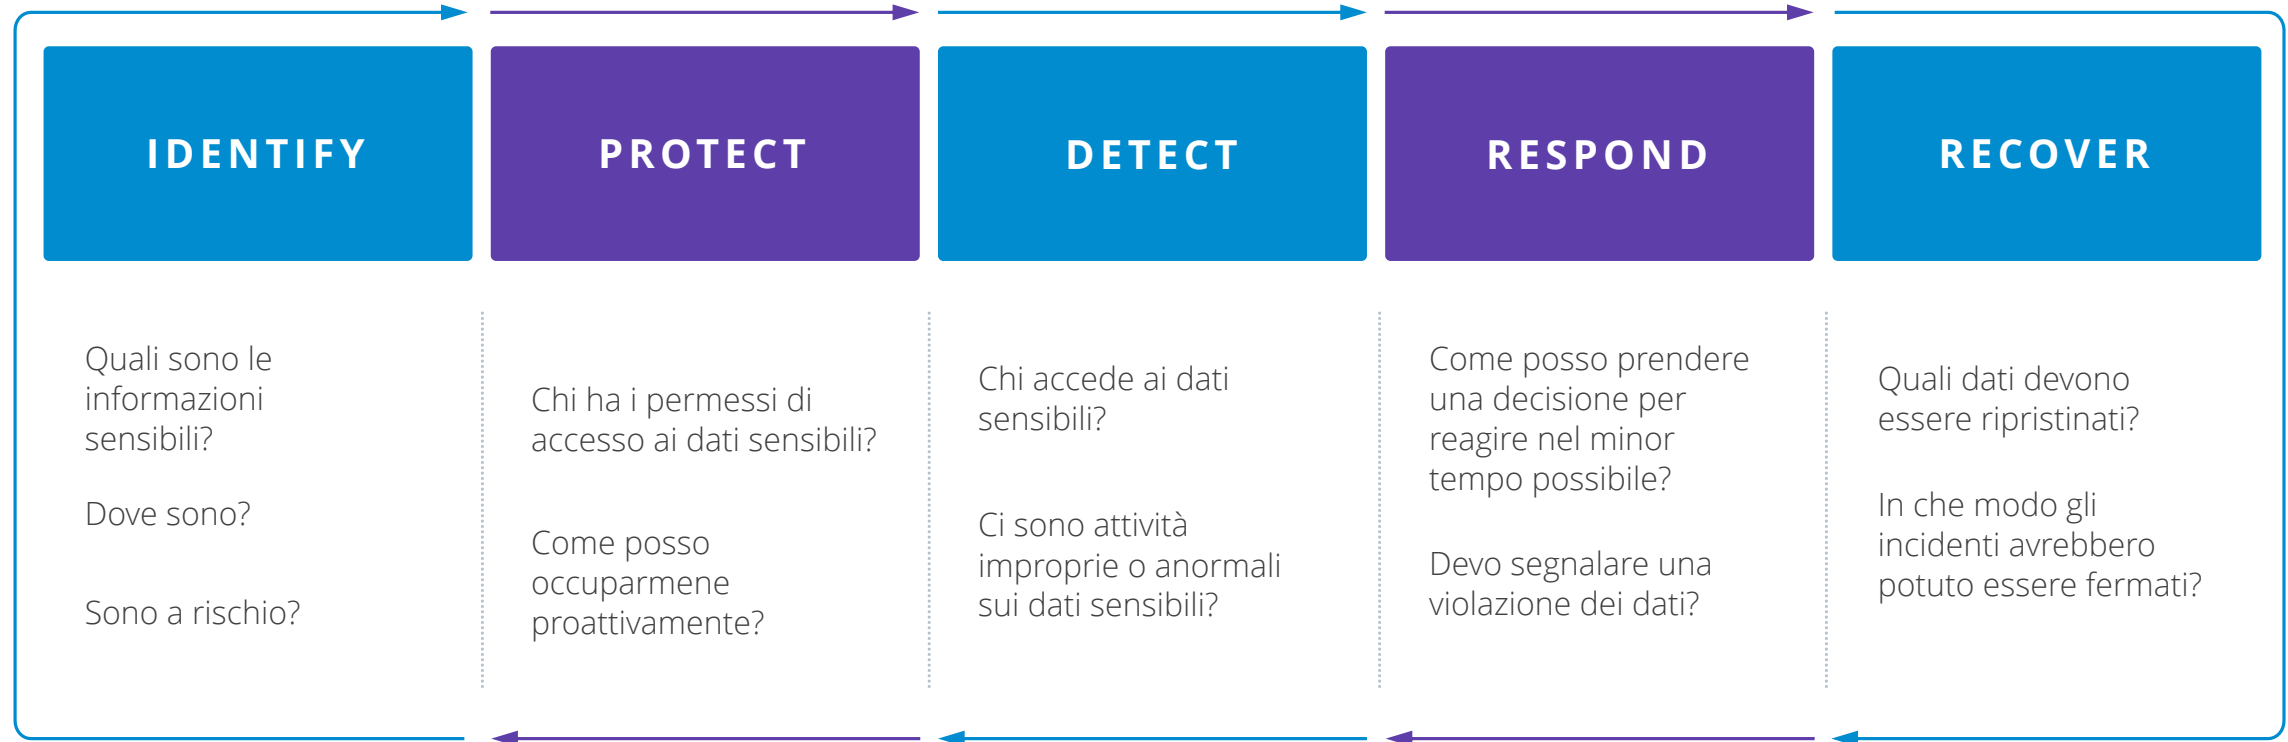 IDENTIFY
PROTECT
DETECT
RESPOND
RECOVER
Quali sono le
informazioni
sensibili?
Dove sono?
Sono a rischio?
Chi ha i permessi di
accesso ai dati sensibili?
Come posso
occuparmene
proattivamente?
Chi accede ai dati
sensibili?
Ci sono attività
improprie o anormali
sui dati sensibili?
Come posso prendere
una decisione per
reagire nel minor
tempo possibile?
Devo segnalare una
violazione dei dati?
Quali dati devono
essere ripristinati?
In che modo gli
incidenti avrebbero
potuto essere fermati?